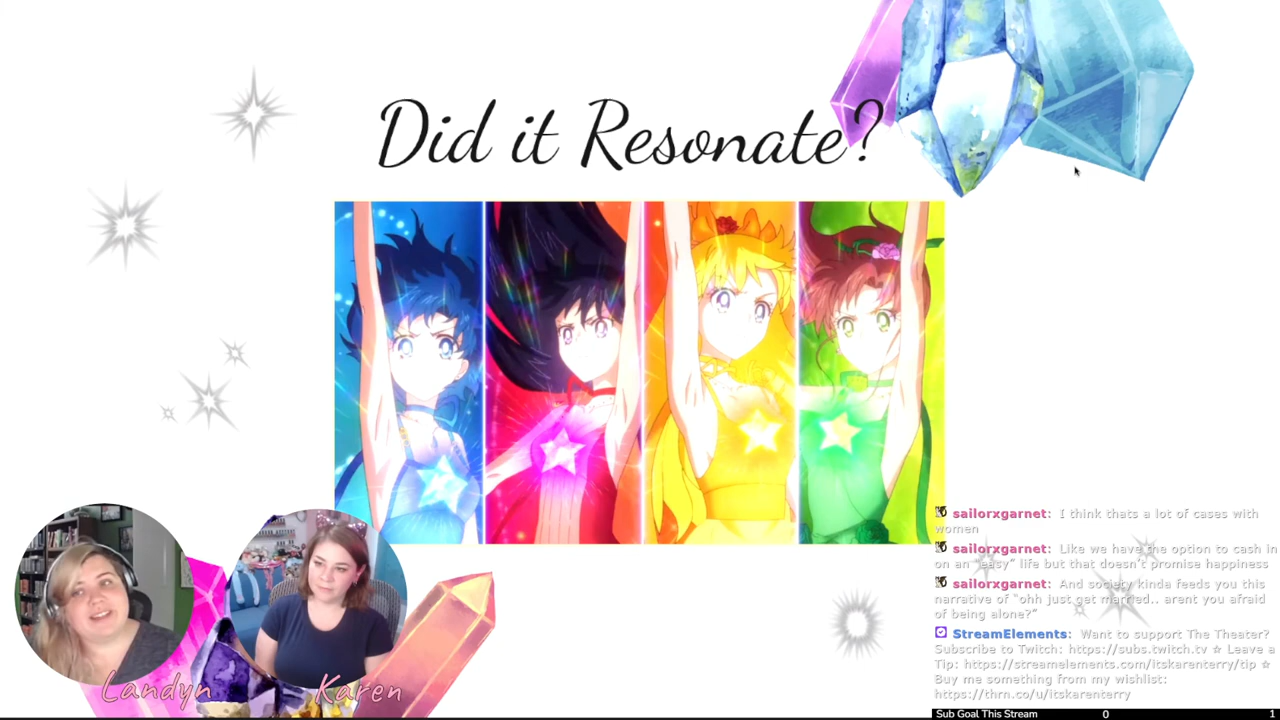 Did it Resonate?
sailorxgarnet: I think thats a lot of cases with
women
sailorxgarnet: Like we have the option to cash in
on an "easy" life but that doesn't promise happiness
sailorxgarnet: And society kinda feeds you this
narrative of "ohh just get married.. arent you afraid
of being alone?"
StreamElements: Want to support The Theater?
Subscribe to Twitch: https://subs.twitch.tv ☆ Leave a
Tip: https://streamelements.com/itskarenterry/tip ☆
Buy me something from my wishlist:
https://thrn.co/u/itskarenterry
Landyn
Karen
Sub Goal This Stream 0 1